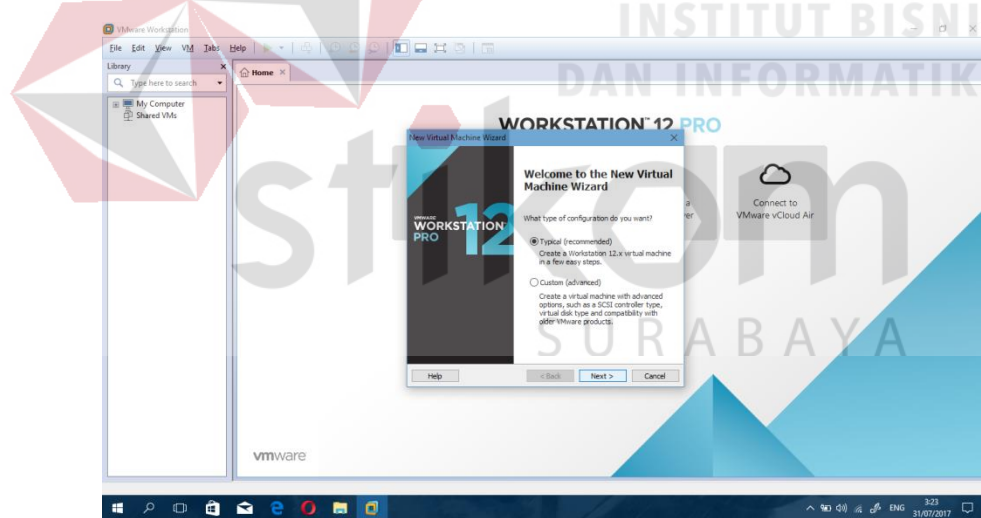 INSTITUT BISNI
DAN INFORMATIK
stikom
SURABAYA
VMware Workstation
File Edit View VM Tabs Help
Library
Type here to search
My Computer
Shared VMs
Home
WORKSTATION™ 12 PRO
a
er
Connect to
VMware vCloud Air
New Virtual Machine Wizard
VMWARE
WORKSTATION
PRO
12
Welcome to the New Virtual
Machine Wizard
What type of configuration do you want?
Typical (recommended)
Create a Workstation 12.x virtual machine
in a few easy steps.
Custom (advanced)
Create a virtual machine with advanced
options, such as a SCSI controller type,
virtual disk type and compatibility with
older VMware products.
Help
< Back
Next >
Cancel
vmware
ENG
3:23
31/07/2017